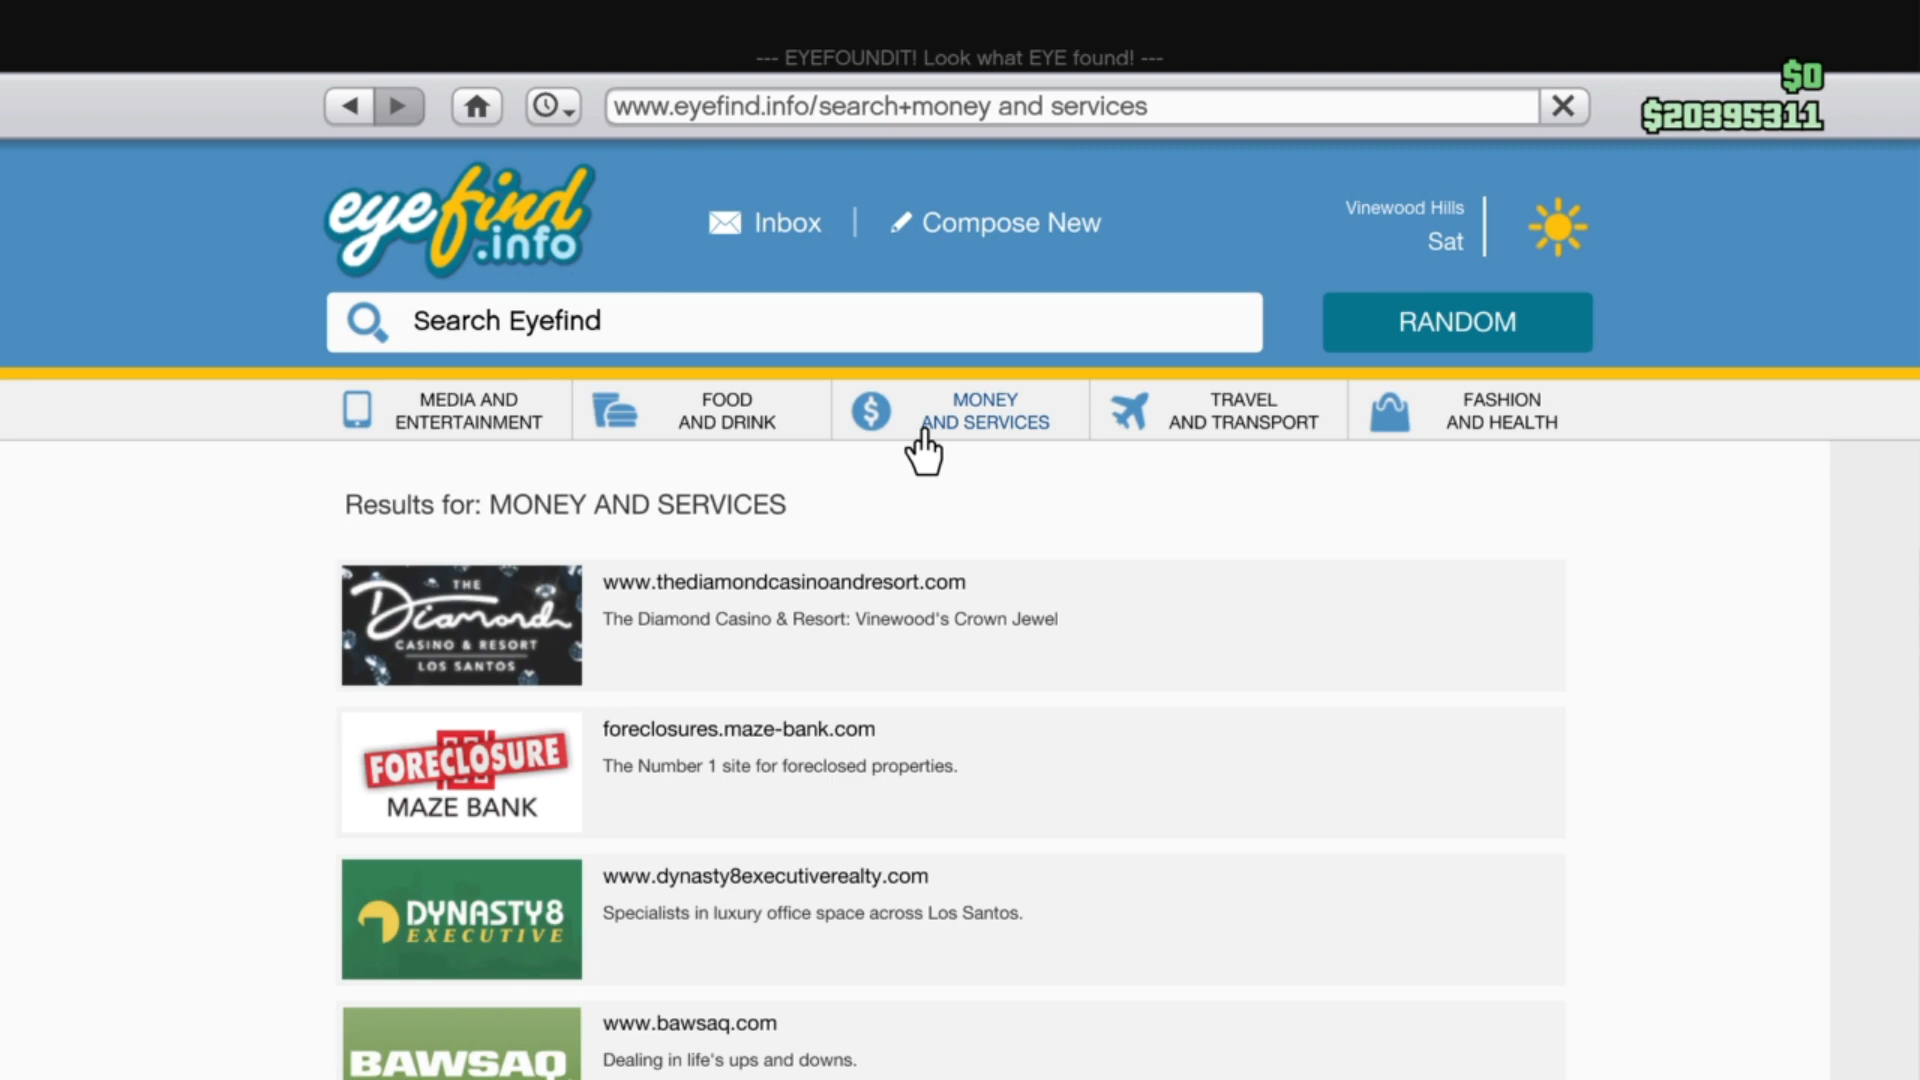 --- EYEFOUNDIT! Look what EYE found! ---
$0
www.eyefind.info/search+money and services
$20395311
eyefind
.info
Inbox
Compose New
Vinewood Hills
Sat
Search Eyefind
RANDOM
MEDIA AND
ENTERTAINMENT
FOOD
AND DRINK
MONEY
AND SERVICES
TRAVEL
AND TRANSPORT
FASHION
AND HEALTH
Results for: MONEY AND SERVICES
THE
Diamond
CASINO & RESORT
LOS SANTOS
www.thediamondcasinoandresort.com
The Diamond Casino & Resort: Vinewood's Crown Jewel
FORECLOSURE
MAZE BANK
foreclosures.maze-bank.com
The Number 1 site for foreclosed properties.
DYNASTY8
EXECUTIVE
www.dynasty8executiverealty.com
Specialists in luxury office space across Los Santos.
BAWSAQ
www.bawsaq.com
Dealing in life's ups and downs.